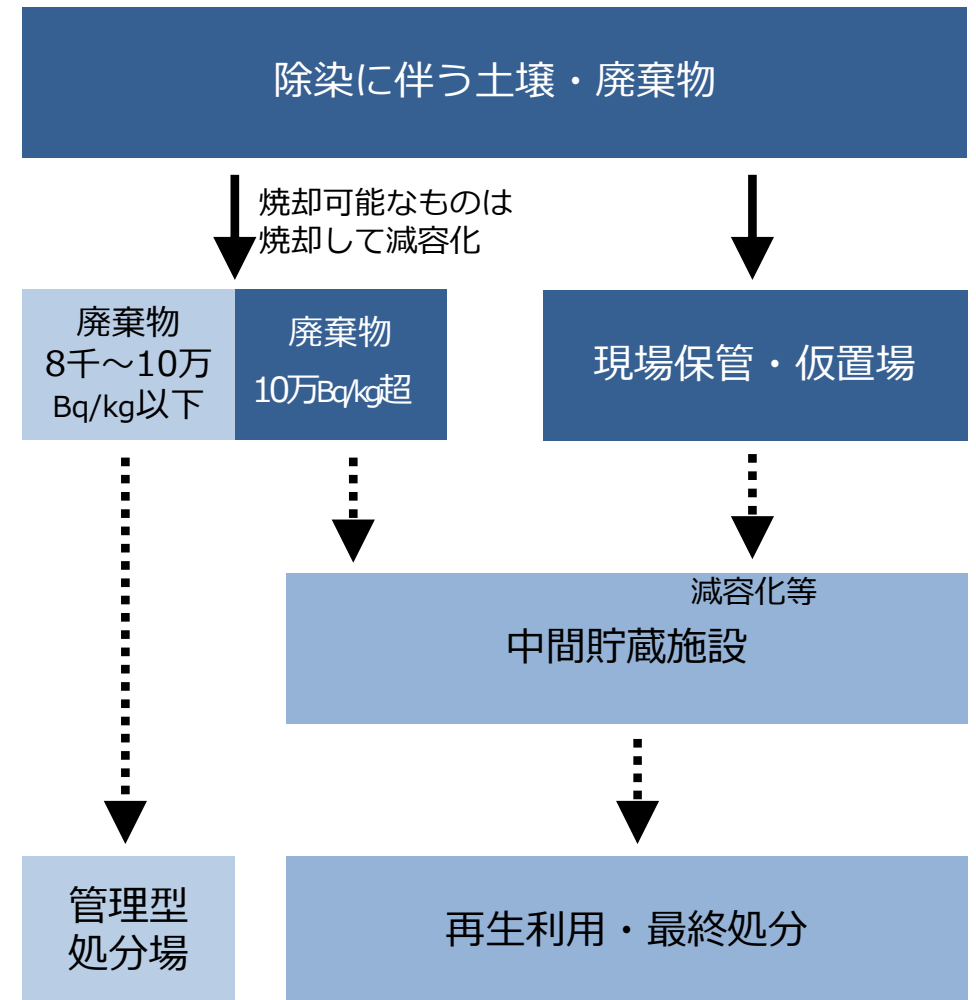 除染に伴う土壌・廃棄物
焼却可能なものは
焼却して減容化
廃棄物
8千～10万
Bq/kg以下
廃棄物
10万Bq/kg超
現場保管・仮置場
減容化等
中間貯蔵施設
管理型
処分場
再生利用・最終処分